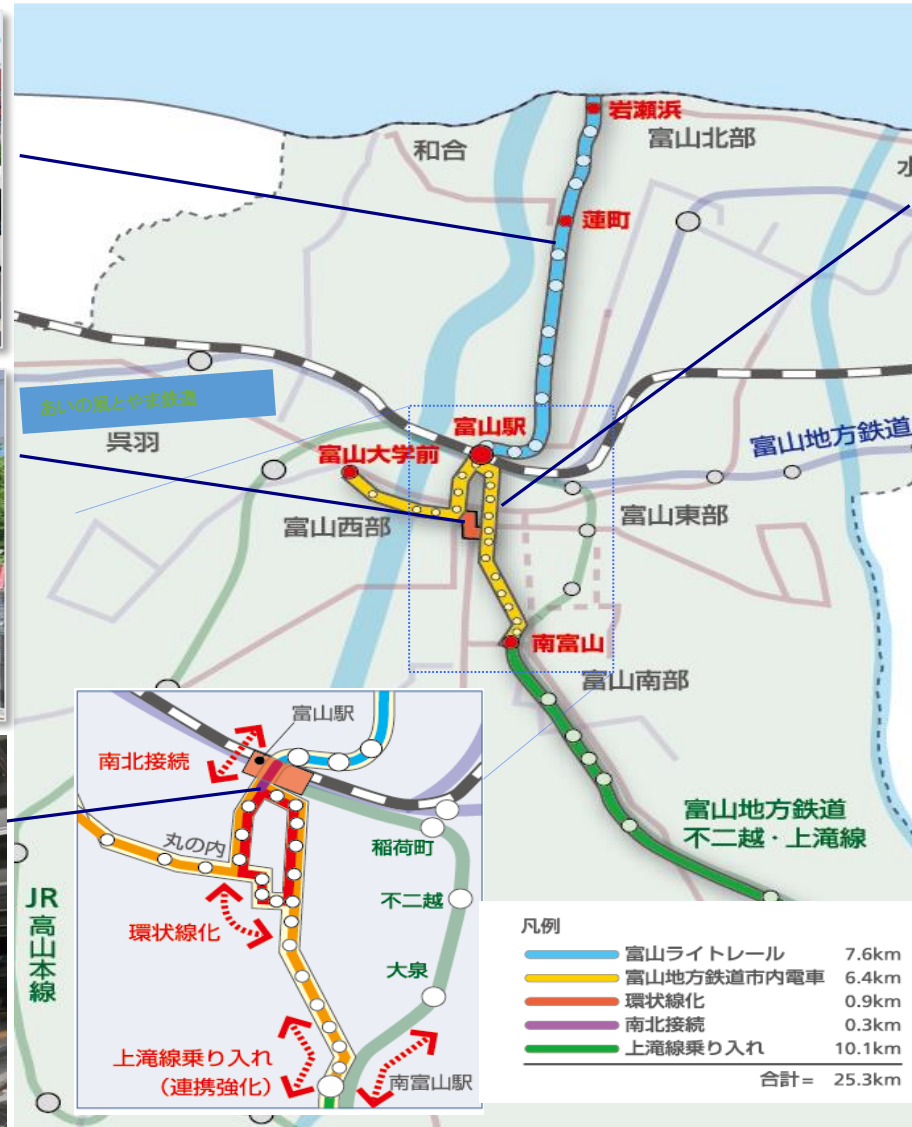 岩瀬浜
富山北部
和合
蓮町
あいの風とやま鉄道
呉羽
富山駅
富山地方鉄道
富山大学前
富山西部
富山東部
南富山
富山南部
富山駅
南北接続
丸の内
稲荷町
不二越
環状線化
大泉
上滝線乗り入れ
(連携強化)
南富山駅
JR
高山本線
富山地方鉄道
不二越・上滝線
凡例
富山ライトレール 7.6km
富山地方鉄道市内電車 6.4km
環状線化 0.9km
南北接続 0.3km
上滝線乗り入れ 10.1km
合計= 25.3km